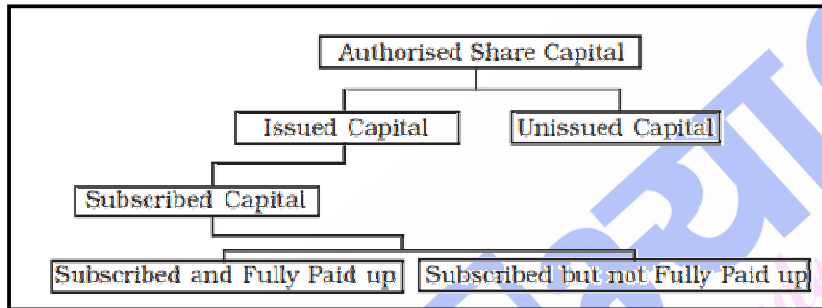 Authorised Share Capital
Issued Capital
Unissued Capital
Subscribed Capital
Subscribed and Fully Paid up
Subscribed but not Fully Paid up